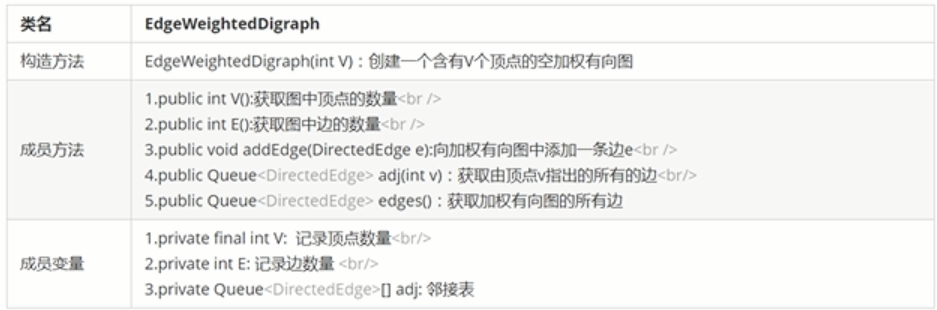 类名 EdgeWeightedDigraph
构造方法 EdgeWeightedDigraph(int V)：创建一个含有V个顶点的空加权有向图
成员方法
1.public int V():获取图中顶点的数量<br />
2.public int E():获取图中边的数量<br />
3.public void addEdge(DirectedEdge e):向加权有向图中添加一条边e<br />
4.public Queue<DirectedEdge> adj(int v)：获取由顶点v指出的所有的边<br/>
5.public Queue<DirectedEdge> edges()：获取加权有向图的所有边
成员变量
1.private final int V: 记录顶点数量<br/>
2.private int E: 记录边数量 <br/>
3.private Queue<DirectedEdge>[] adj: 邻接表